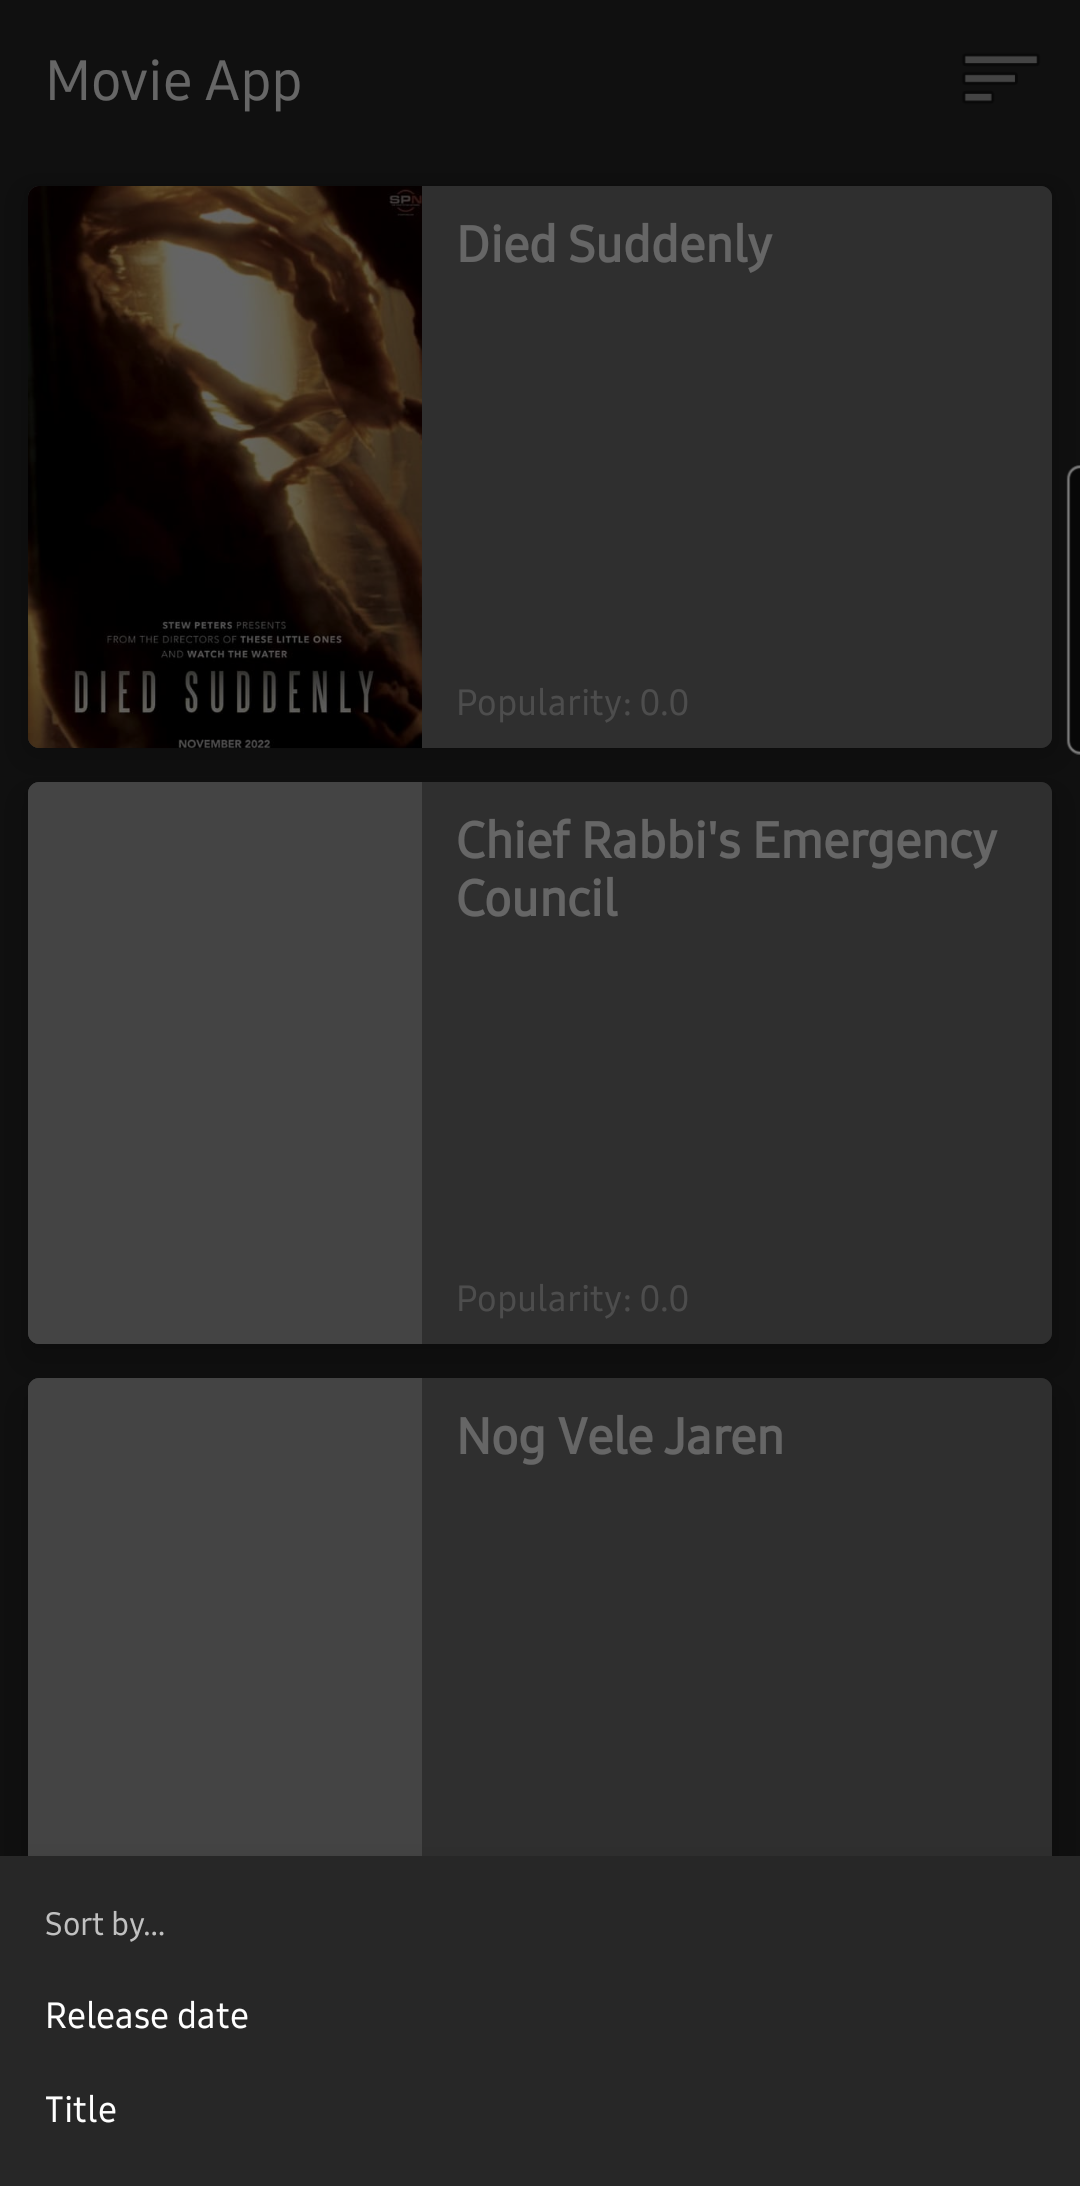 Movie App
SPN
Died Suddenly
STEW PETERS PRESENTS
FROM THE DIRECTORS OF THESE LITTLE ONES
AND WATCH THE WATER
DIED SUDDENLY
NOVEMBER 2022
Popularity: 0.0
Chief Rabbi's Emergency
Council
Popularity: 0.0
Nog Vele Jaren
Sort by...
Release date
Title